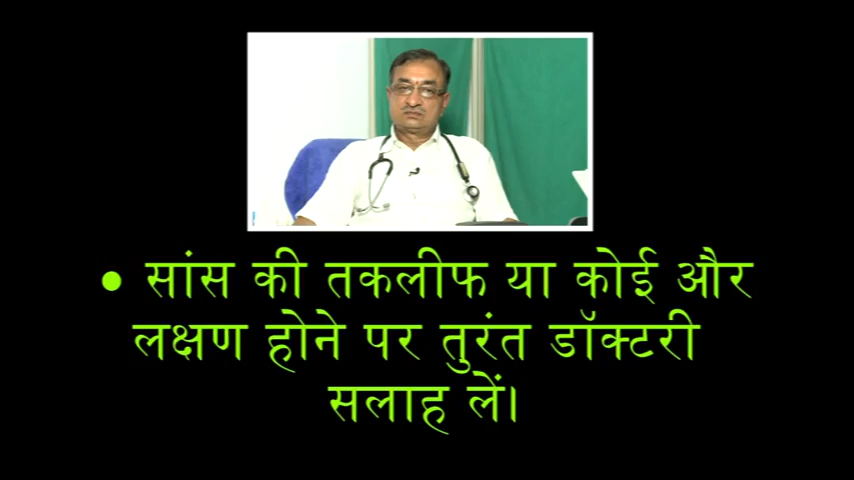 • सांस की तकलीफ या कोई और
लक्षण होने पर तुरंत डॉक्टरी
सलाह लें।